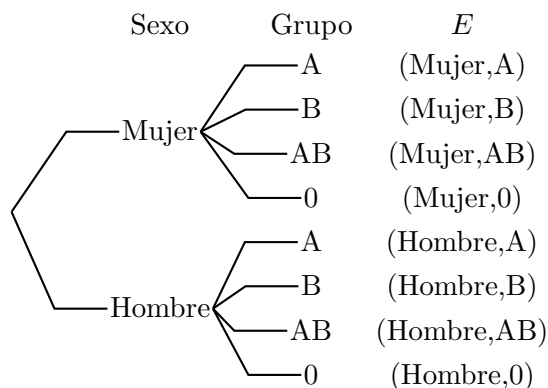 Sexo Grupo E
A (Mujer,A)
B (Mujer,B)
Mujer
AB (Mujer,AB)
0 (Mujer,0)
A (Hombre,A)
B (Hombre,B)
Hombre
AB (Hombre,AB)
0 (Hombre,0)